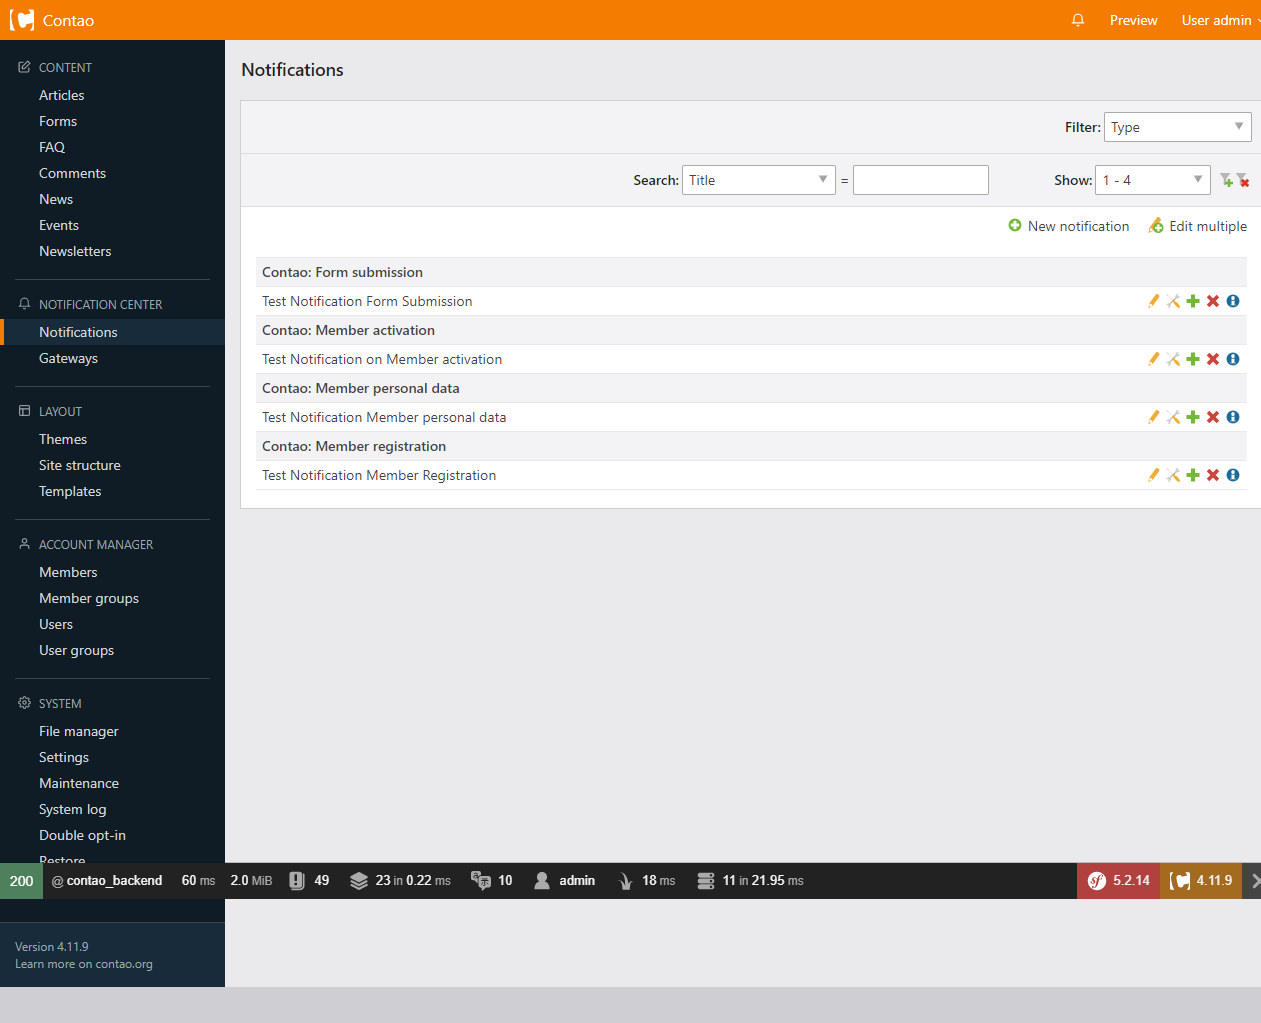 Contao
Preview
User admin
CONTENT
Articles
Forms
FAQ
Comments
News
Events
Newsletters
NOTIFICATION CENTER
Notifications
Gateways
LAYOUT
Themes
Site structure
Templates
ACCOUNT MANAGER
Members
Member groups
Users
User groups
SYSTEM
File manager
Settings
Maintenance
System log
Double opt-in
Restore
Notifications
Filter: Type
Search: Title =
Show: 1 - 4
New notification Edit multiple
Contao: Form submission
Test Notification Form Submission
Contao: Member activation
Test Notification on Member activation
Contao: Member personal data
Test Notification Member personal data
Contao: Member registration
Test Notification Member Registration
200 @ contao_backend 60 ms 2.0 MiB 49 23 in 0.22 ms 10 admin 18 ms 11 in 21.95 ms sf 5.2.14 4.11.9
Version 4.11.9
Learn more on contao.org